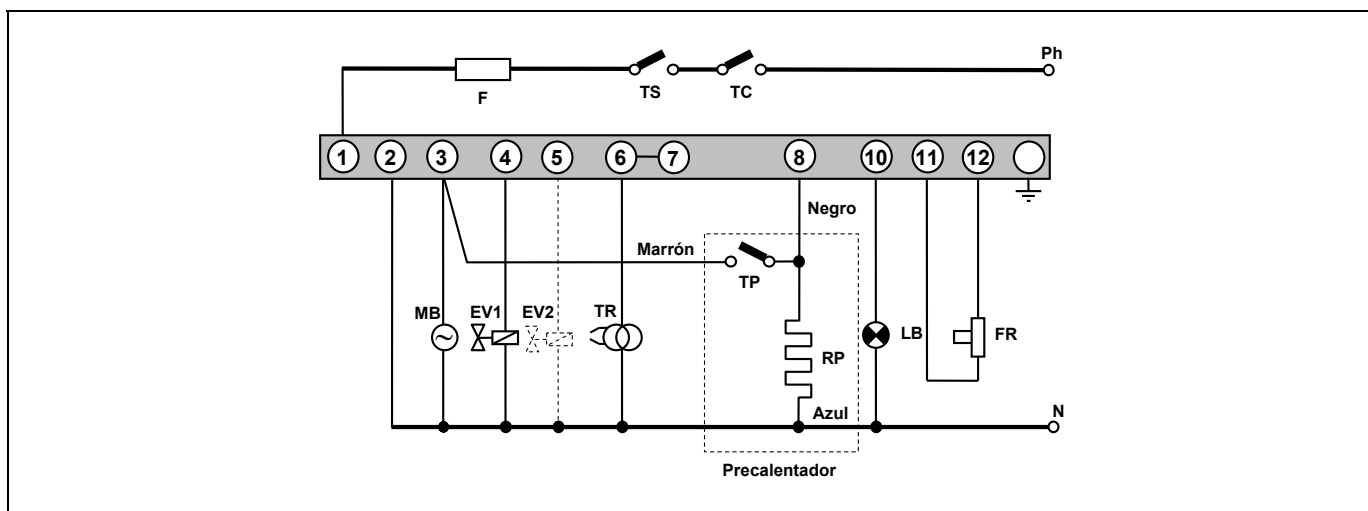 Ph
F
TS
TC
1 2 3 4 5 6 7 8 10 11 12
Negro
Marrón
TP
MB
EV1
EV2
TR
LB
FR
RP
Azul
N
Precalentador